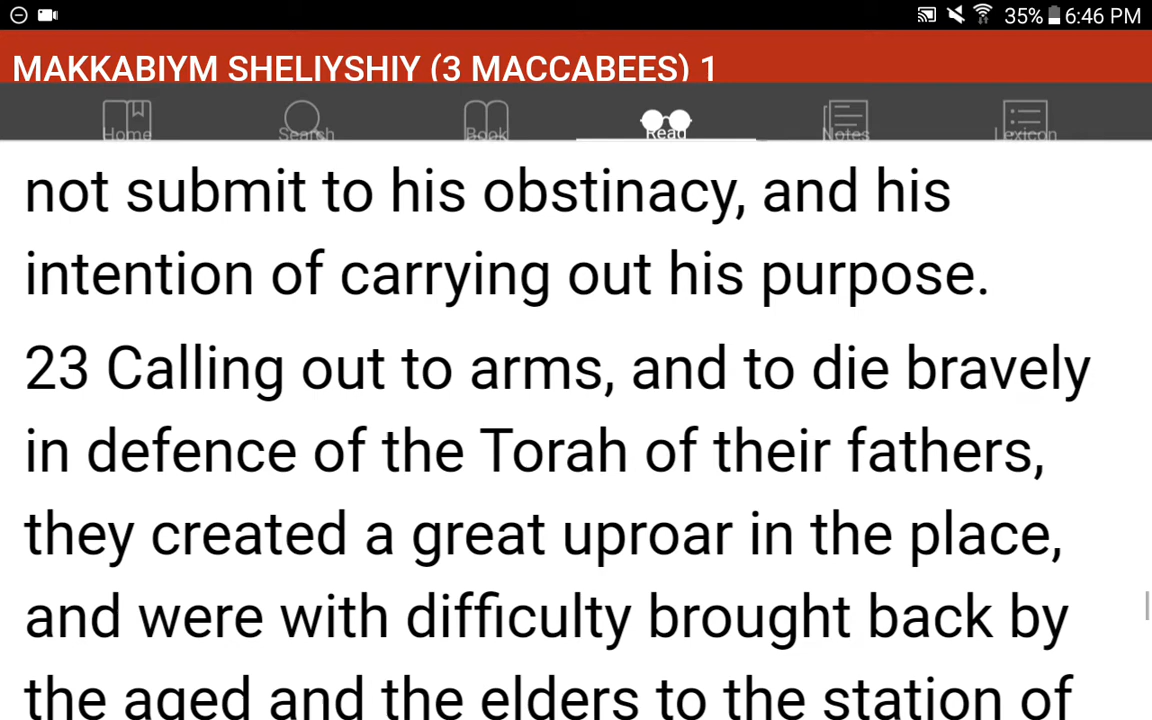 35% 6:46 PM
MAKKABIYM SHELIYSHIY (3 MACCABEES) 1
Home Search Book Read Notes Lexicon
not submit to his obstinacy, and his
intention of carrying out his purpose.
23 Calling out to arms, and to die bravely
in defence of the Torah of their fathers,
they created a great uproar in the place,
and were with difficulty brought back by
the aged and the elders to the station of